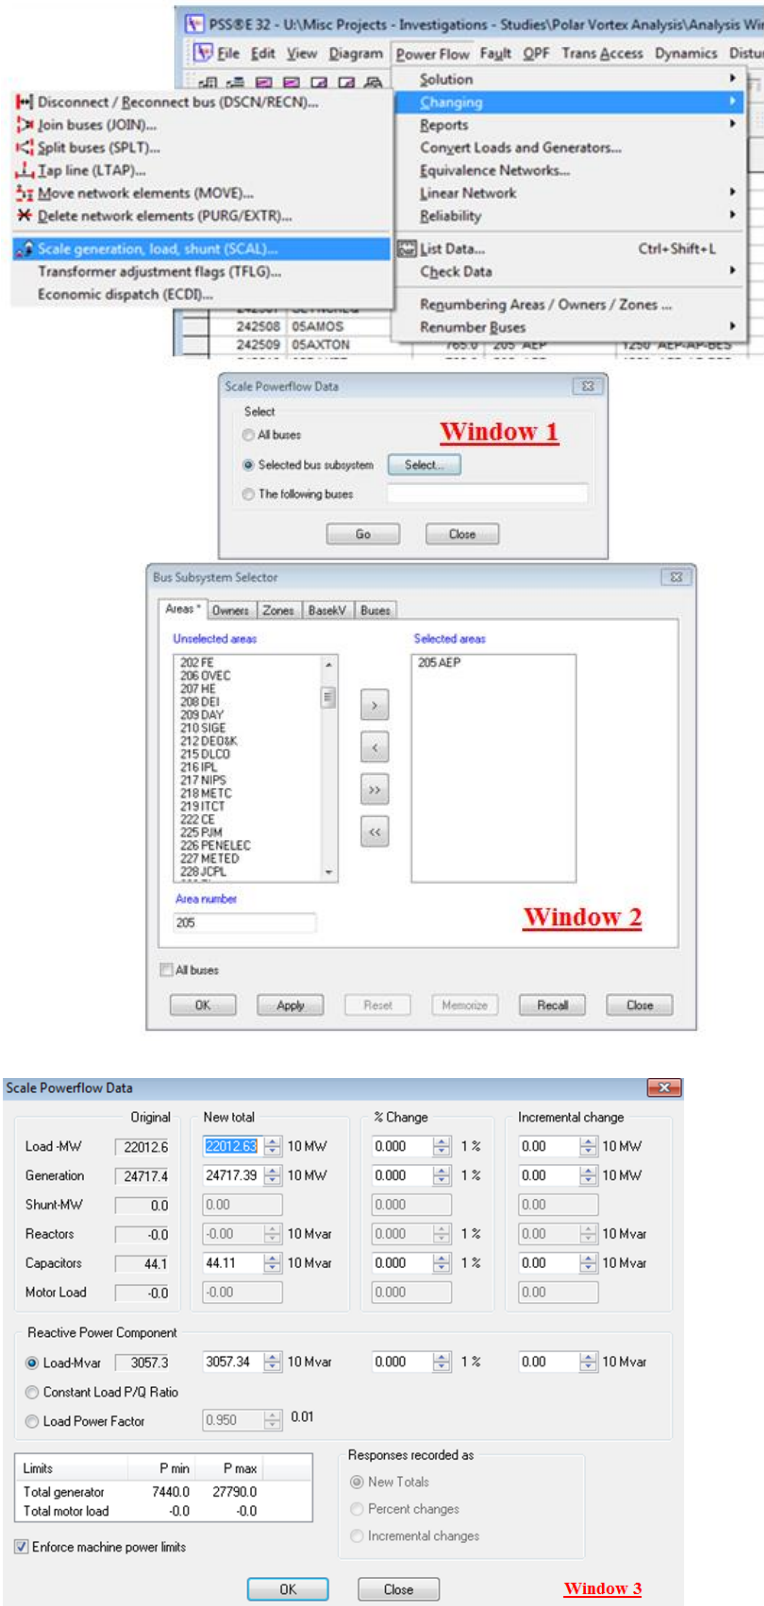 PSS®E 32 - U:\Misc Projects - Investigations - Studies\Polar Vortex Analysis\Analysis Wi
File Edit View Diagram Power Flow Fault OPF Trans Access Dynamics Distu
Solution
Changing
Reports
Convert Loads and Generators...
Equivalence Networks...
Linear Network
Reliability
List Data... Ctrl+Shift+L
Check Data
Renumbering Areas / Owners / Zones ...
Renumber Buses
Disconnect / Reconnect bus (DSCN/RECN)...
Join buses (JOIN)...
Split buses (SPLT)...
Tap line (LTAP)...
Move network elements (MOVE)...
Delete network elements (PURG/EXTR)...
Scale generation, load, shunt (SCAL)...
Transformer adjustment flags (TFLG)...
Economic dispatch (ECDI)...
242508 05AMOS
242509 05AXTON 765.0 205 AEP 1250 AEP-AP-BES
Scale Powerflow Data
Select
All buses
Window 1
Selected bus subsystem Select...
The following buses
Go Close
Bus Subsystem Selector
Areas * Owners Zones BasekV Buses
Unselected areas Selected areas
202 FE 205 AEP
206 OVEC
207 HE
208 DEI
209 DAY
210 SIGE
212 DEO&K
215 DLCO
216 IPL
217 NIPS
218 METC
219 ITCT
222 CE
225 PJM
226 PENELEC
227 METED
228 JCPL
> 
<
>>
<<
Area number
205
Window 2
All buses
OK Apply Reset Memorize Recall Close
Scale Powerflow Data
Original New total % Change Incremental change
Load -MW 22012.6 22012.63 10 MW 0.000 1 % 0.00 10 MW
Generation 24717.4 24717.39 10 MW 0.000 1 % 0.00 10 MW
Shunt-MW 0.0 0.00 0.000 0.00
Reactors -0.0 -0.00 10 Mvar 0.000 1 % 0.00 10 Mvar
Capacitors 44.1 44.11 10 Mvar 0.000 1 % 0.00 10 Mvar
Motor Load -0.0 -0.00 0.000 0.00
Reactive Power Component
Load-Mvar 3057.3 3057.34 10 Mvar 0.000 1 % 0.00 10 Mvar
Constant Load P/Q Ratio
Load Power Factor 0.950 0.01
Limits P min P max
Total generator 7440.0 27790.0
Total motor load -0.0 -0.0
Enforce machine power limits
Responses recorded as
New Totals
Percent changes
Incremental changes
OK Close
Window 3